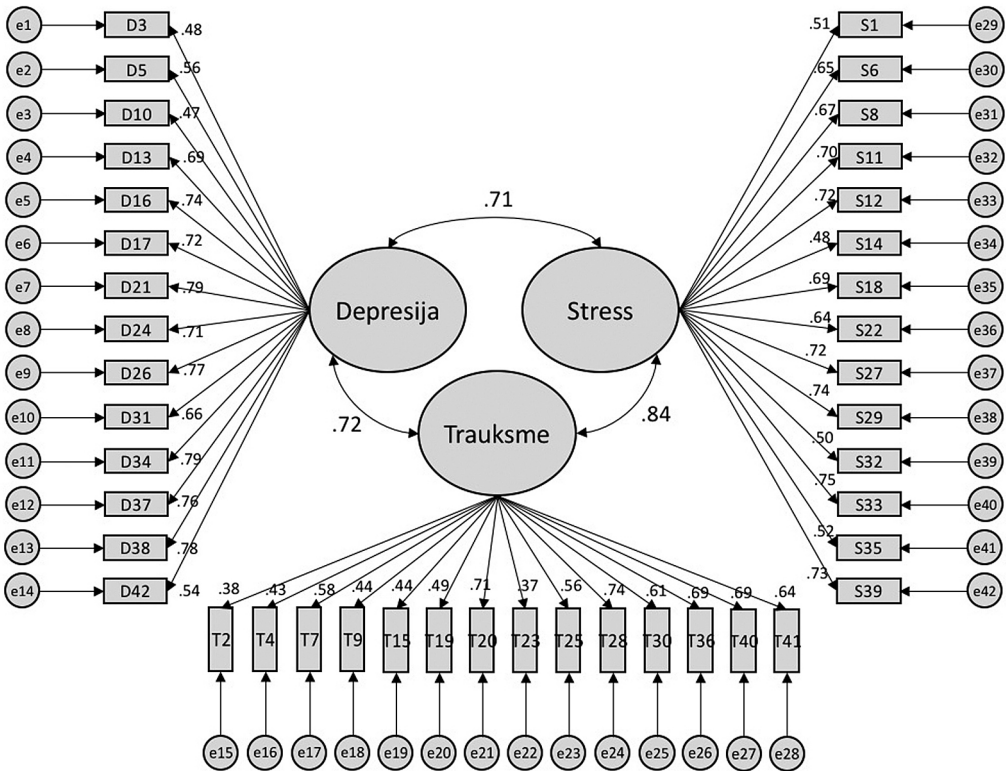 e1 D3 .48
e2 D5 .56
e3 D10 .47
e4 D13 .69
e5 D16 .74
e6 D17 .72
e7 D21 .79
e8 D24 .71
e9 D26 .77
e10 D31 .66
e11 D34 .79
e12 D37 .76
e13 D38 .78
e14 D42 .54
.71
Depresija
Stress
.72
Trauksme
.84
.51 S1 e29
.65 S6 e30
.67 S8 e31
.70 S11 e32
.72 S12 e33
.48 S14 e34
.69 S18 e35
.64 S22 e36
.72 S27 e37
.74 S29 e38
.50 S32 e39
.75 S33 e40
.52 S35 e41
.73 S39 e42
.38 .43 .58 .44 .44 .49 .71 .37 .56 .74 .61 .69 .69 .64
T2 T4 T7 T9 T15 T19 T20 T23 T25 T28 T30 T36 T40 T41
e15 e16 e17 e18 e19 e20 e21 e22 e23 e24 e25 e26 e27 e28